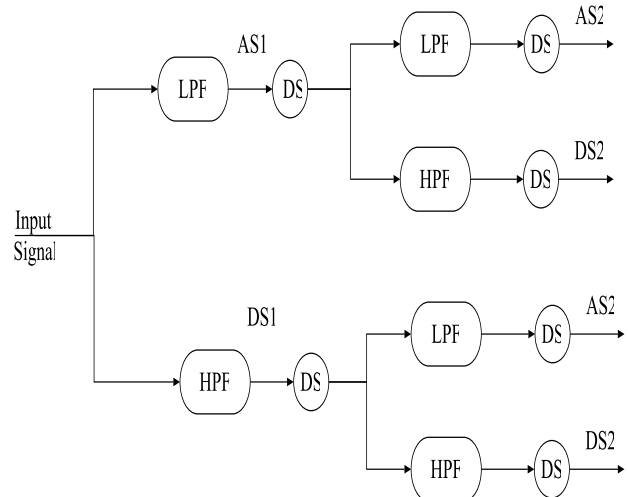 AS2
AS1
LPF
DS
LPF
DS
DS2
HPF
DS
Input
Signal
AS2
DS1
LPF
DS
HPF
DS
DS2
HPF
DS